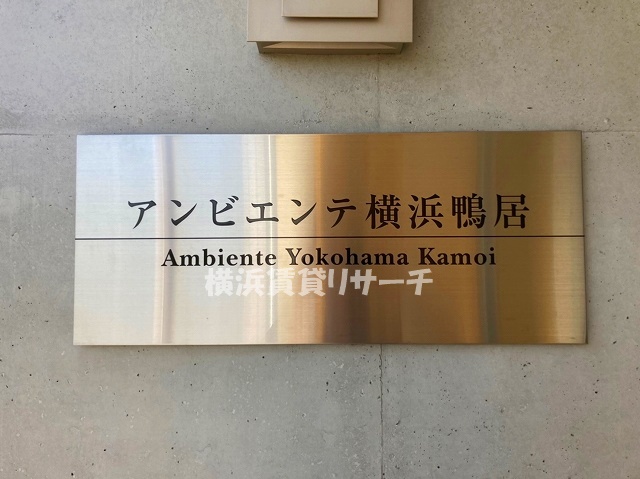 アンビエンテ横浜鴨居
Ambiente Yokohama Kamoi
横浜賃貸リサーチ